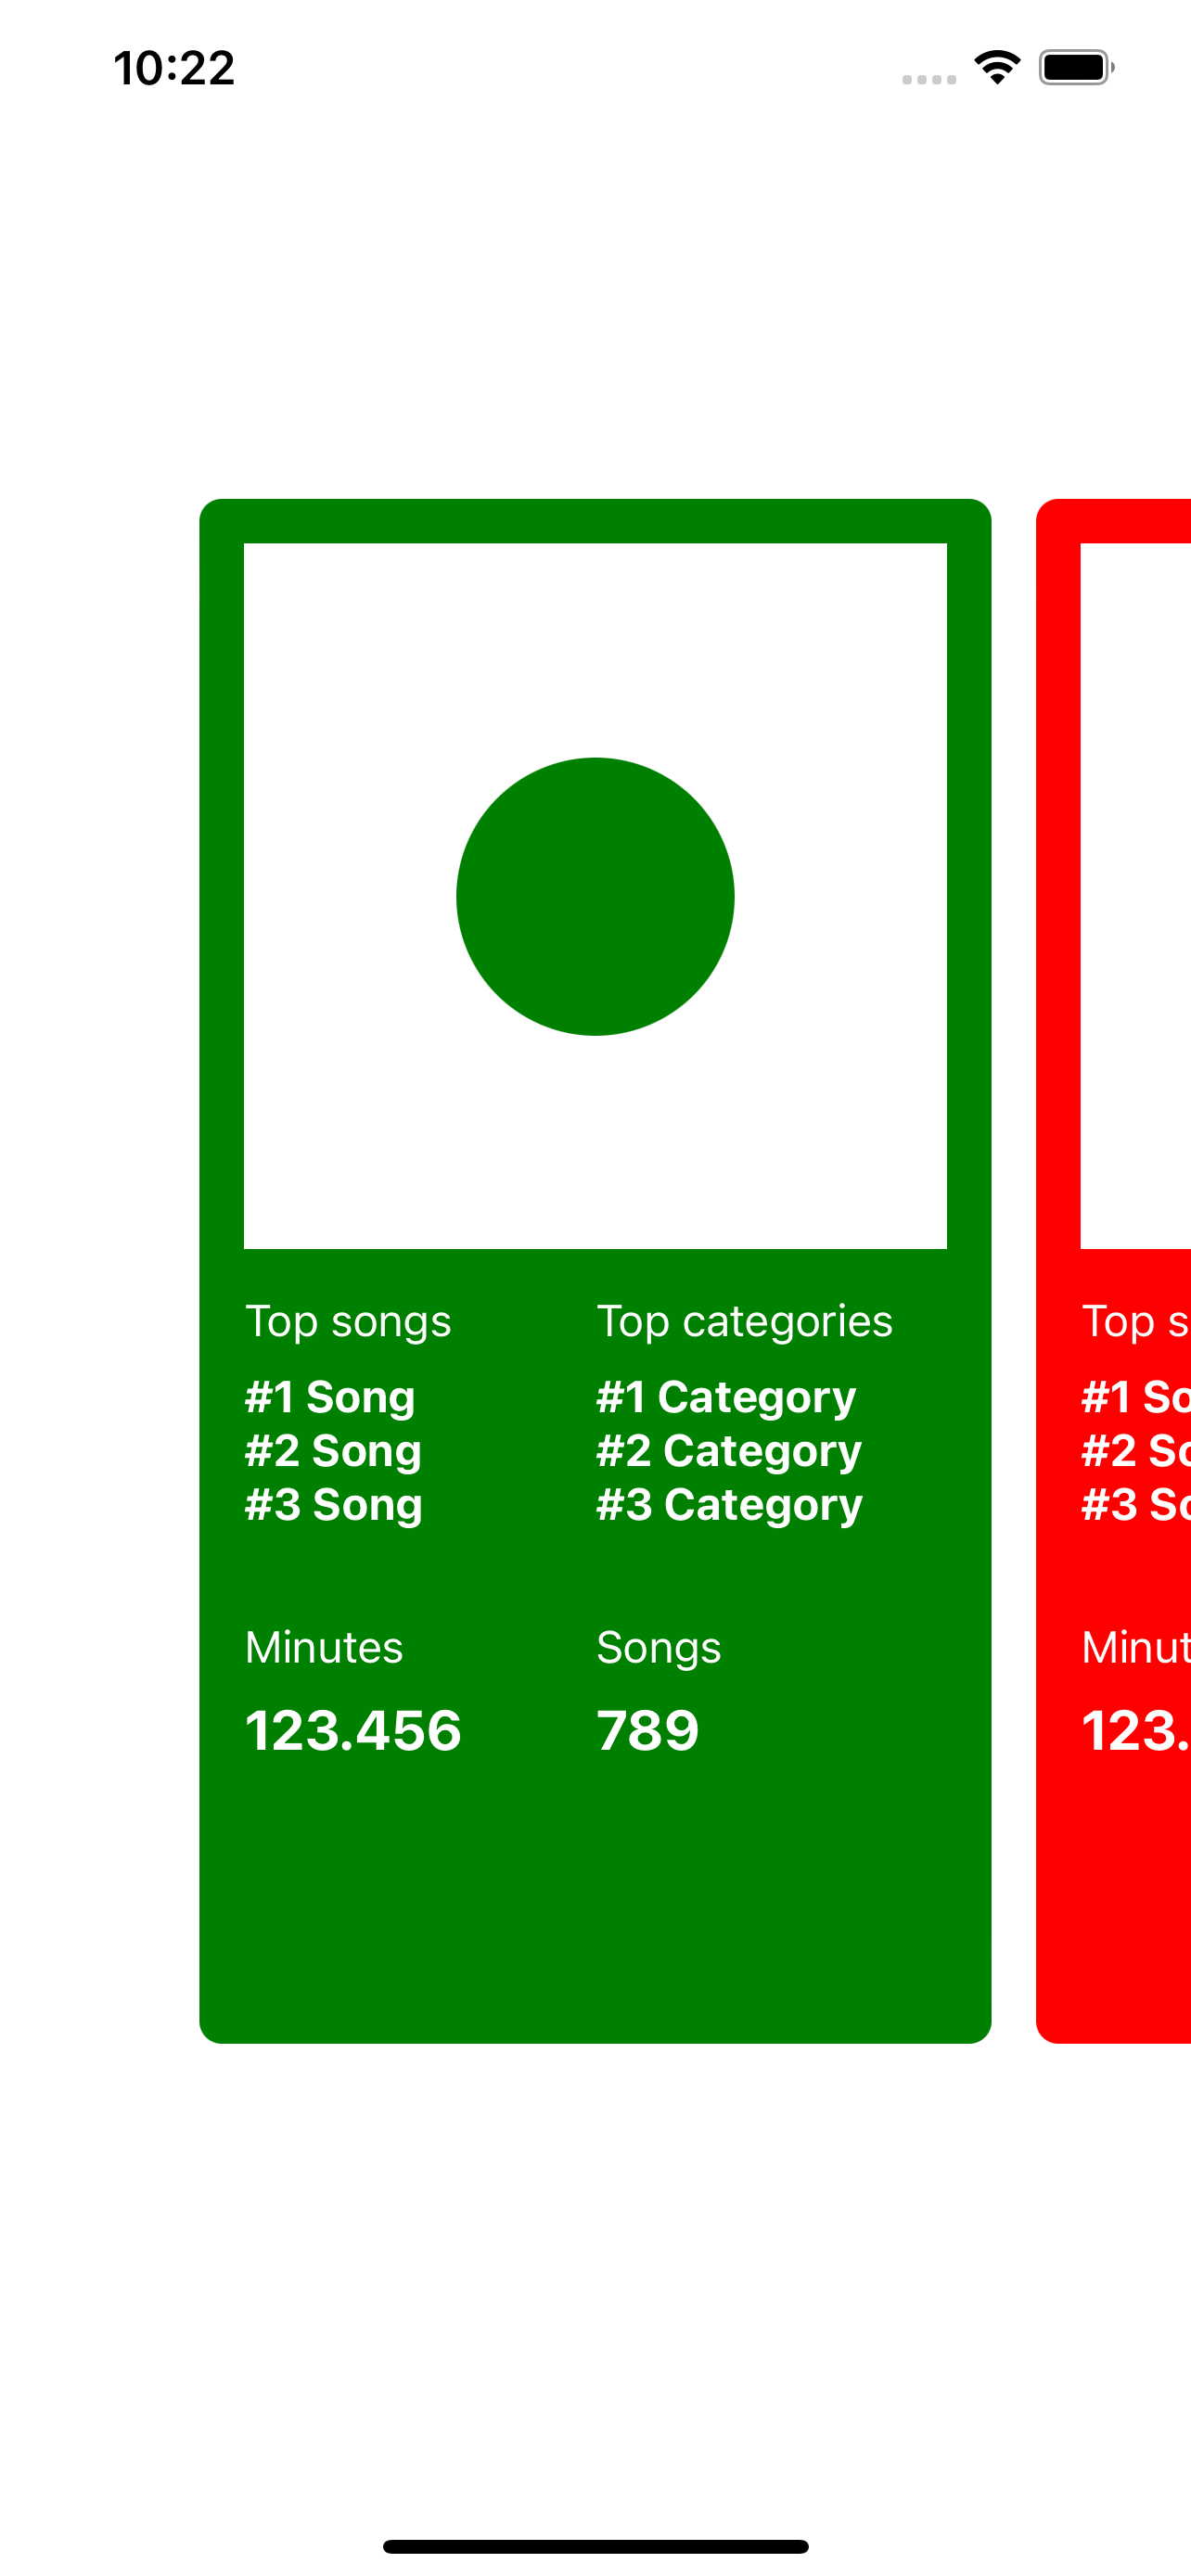 10:22
Top songs Top categories Top s
#1 Song #1 Category #1 So
#2 Song #2 Category #2 So
#3 Song #3 Category #3 So
Minutes Songs Minut
123.456 789 123.